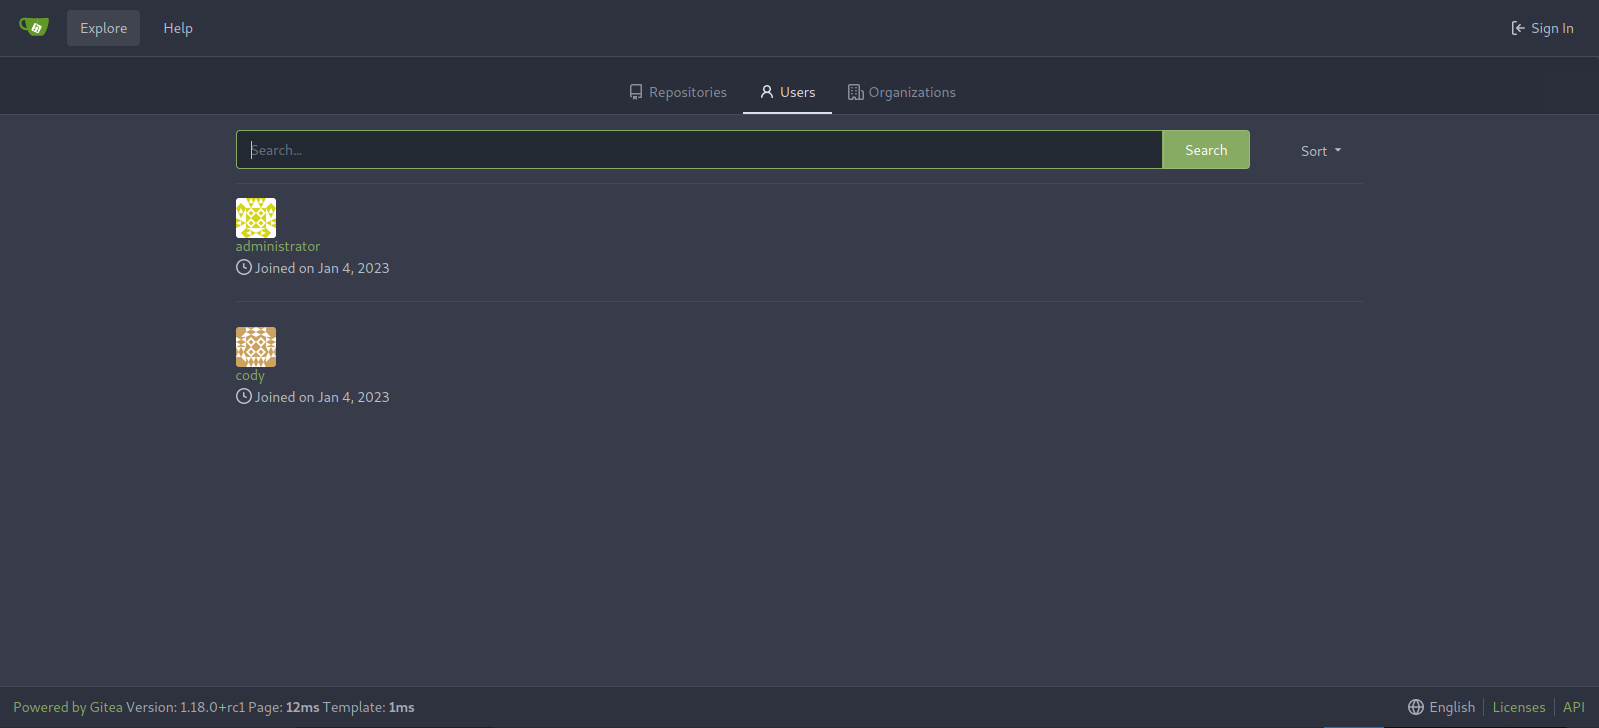 Explore Help Sign In
Repositories Users Organizations
Search... Search Sort
administrator
Joined on Jan 4, 2023
cody
Joined on Jan 4, 2023
Powered by Gitea Version: 1.18.0+rc1 Page: 12ms Template: 1ms English Licenses API